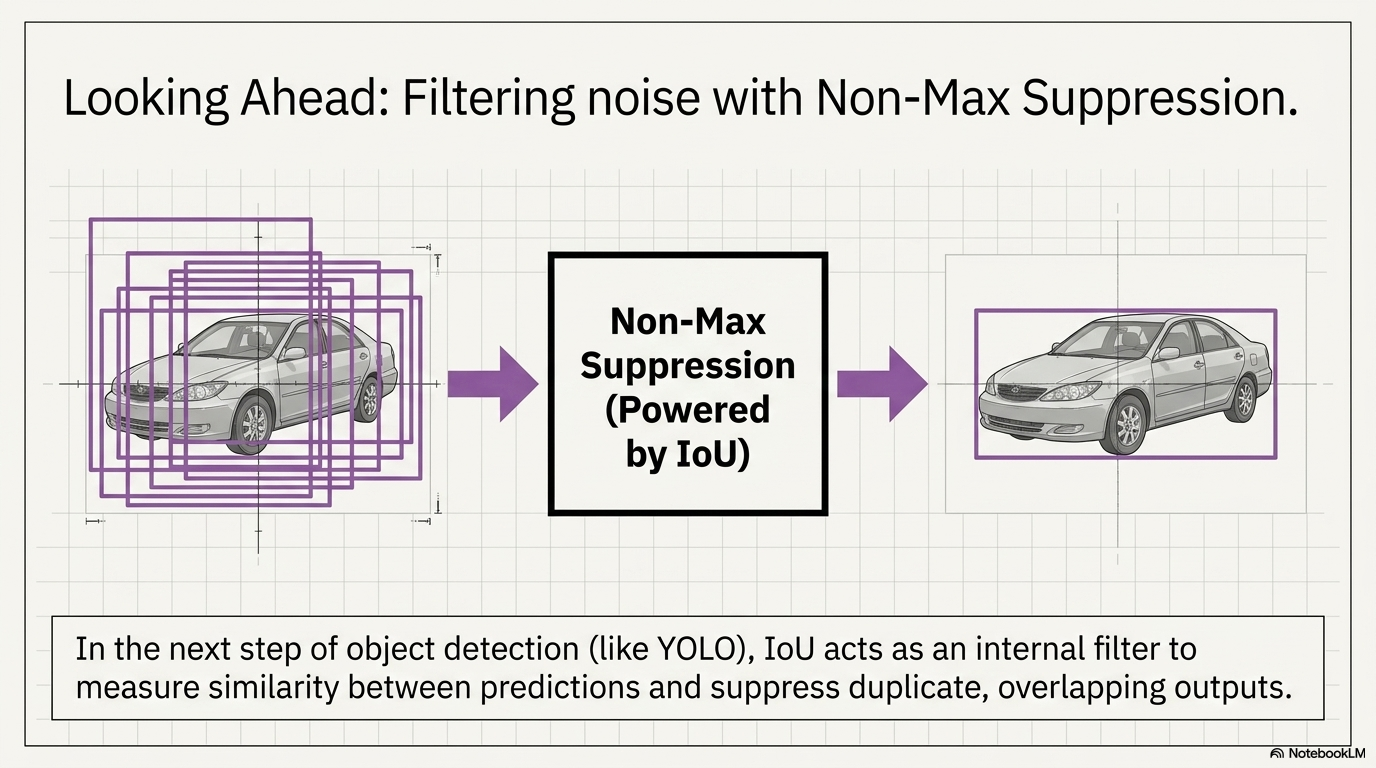 Looking Ahead: Filtering noise with Non-Max Suppression.
Non-Max
Suppression
(Powered
by IoU)
In the next step of object detection (like YOLO), IoU acts as an internal filter to
measure similarity between predictions and suppress duplicate, overlapping outputs.
NotebookLM